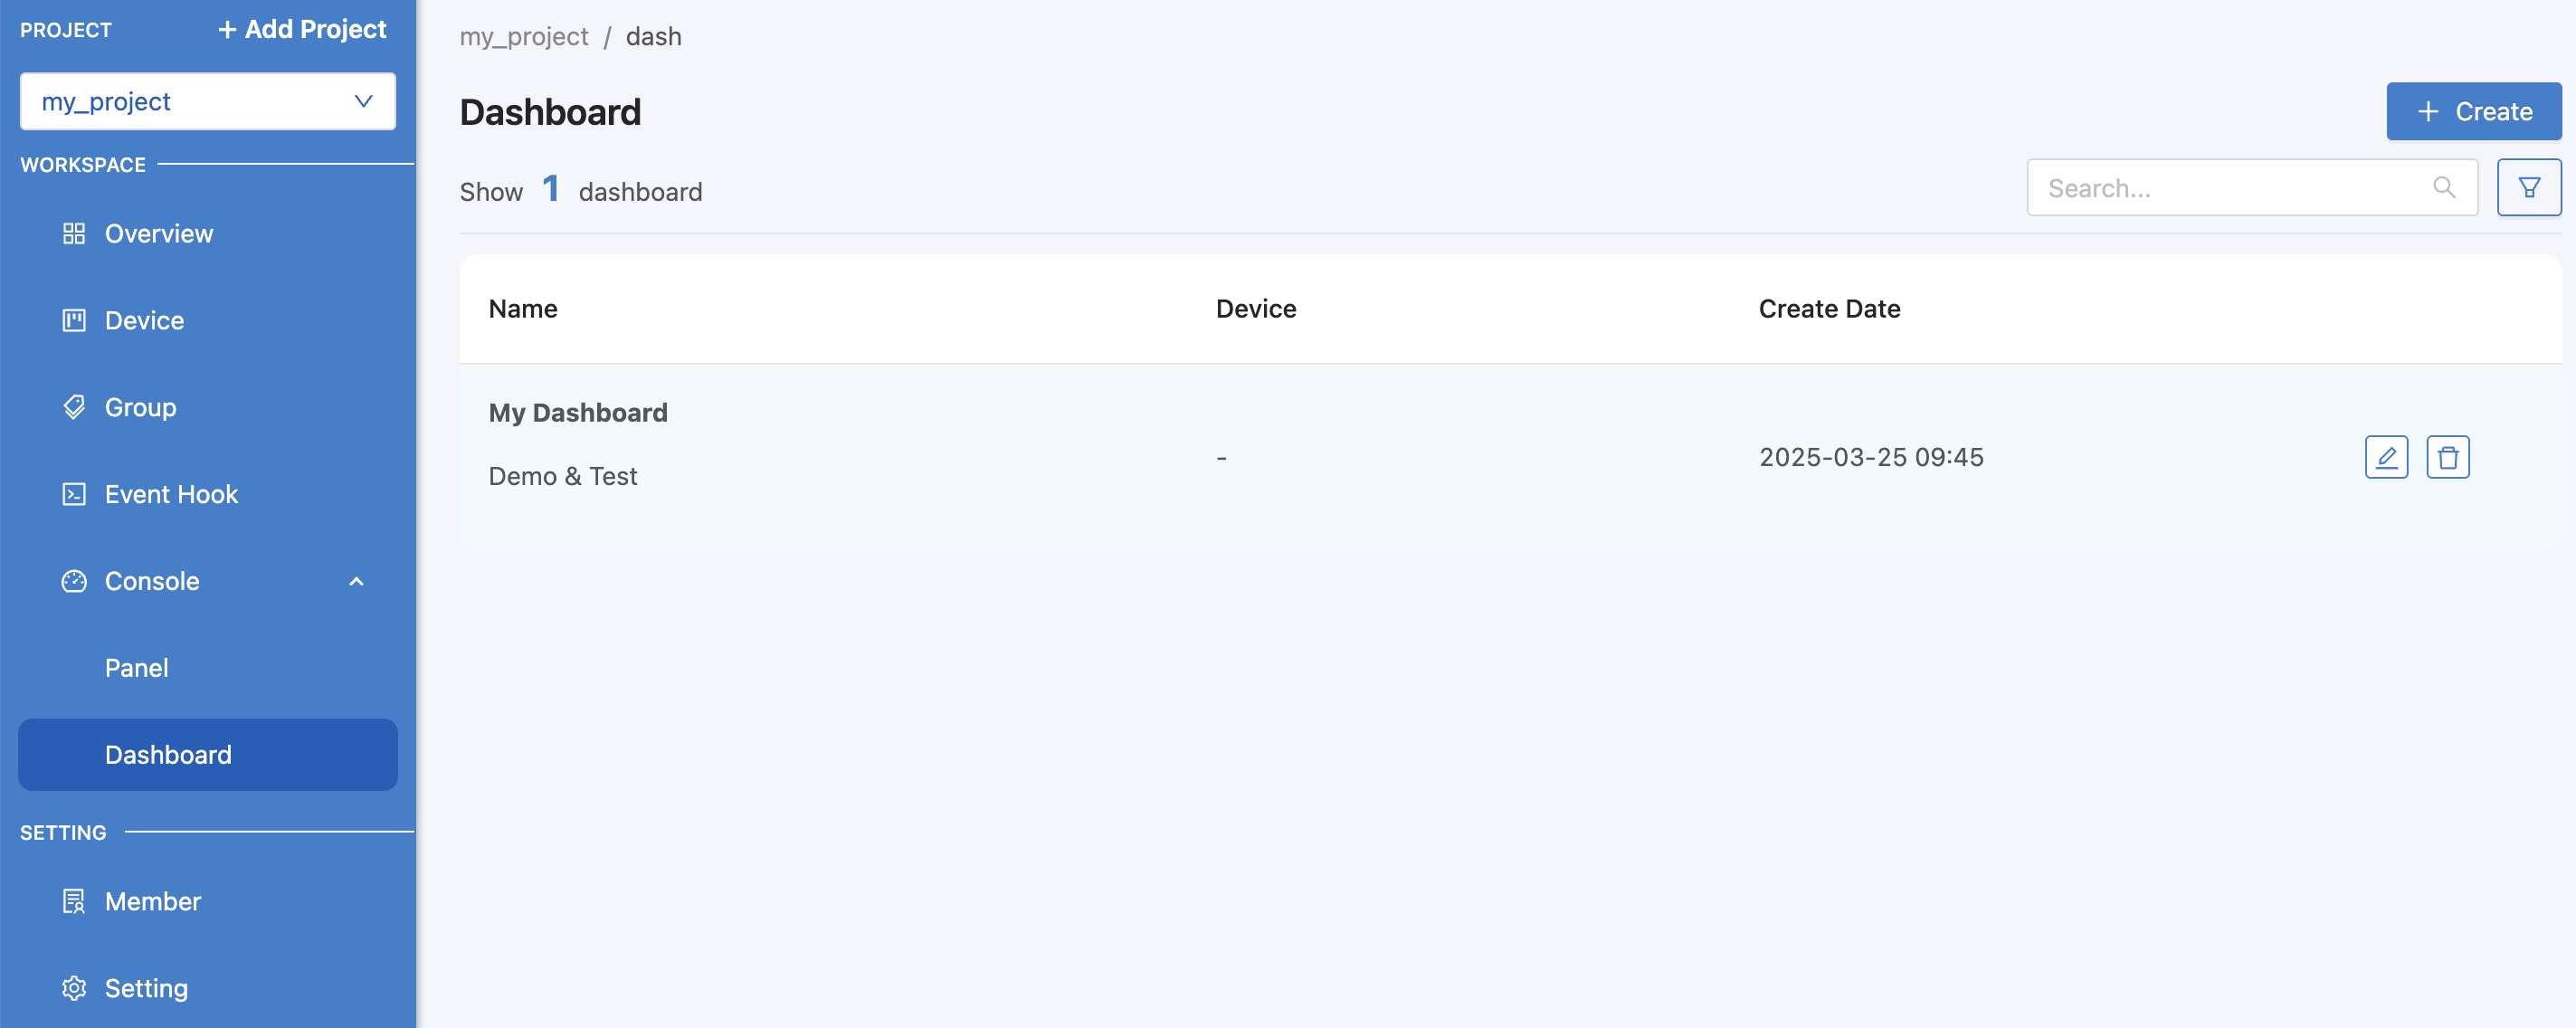 PROJECT
+ Add Project
my_project
WORKSPACE
Overview
Device
Group
Event Hook
Console
Panel
Dashboard
SETTING
Member
Setting
my_project / dash
Dashboard
+ Create
Show 1 dashboard
Search...
Name Device Create Date
My Dashboard
Demo & Test
- 2025-03-25 09:45